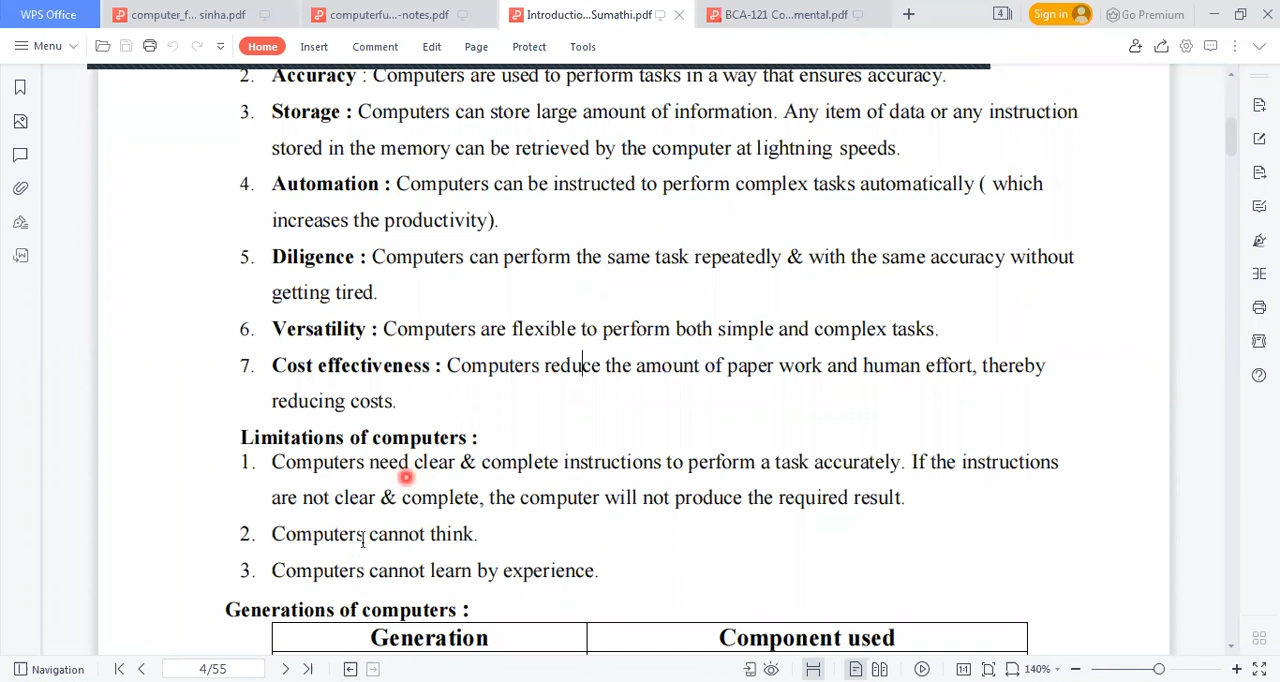 WPS Office
computer_f... sinha.pdf
computerfu...-notes.pdf
Introductio...Sumathi.pdf
BCA-121 Co...mental.pdf
4
Sign in
Go Premium
Menu
Home
Insert
Comment
Edit
Page
Protect
Tools
2. Accuracy : Computers are used to perform tasks in a way that ensures accuracy.
3. Storage : Computers can store large amount of information. Any item of data or any instruction
stored in the memory can be retrieved by the computer at lightning speeds.
4. Automation : Computers can be instructed to perform complex tasks automatically ( which
increases the productivity).
5. Diligence : Computers can perform the same task repeatedly & with the same accuracy without
getting tired.
6. Versatility : Computers are flexible to perform both simple and complex tasks.
7. Cost effectiveness : Computers reduce the amount of paper work and human effort, thereby
reducing costs.
Limitations of computers :
1. Computers need clear & complete instructions to perform a task accurately. If the instructions
are not clear & complete, the computer will not produce the required result.
2. Computers cannot think.
3. Computers cannot learn by experience.
Generations of computers :
Generation Component used
Navigation
4/55
140%